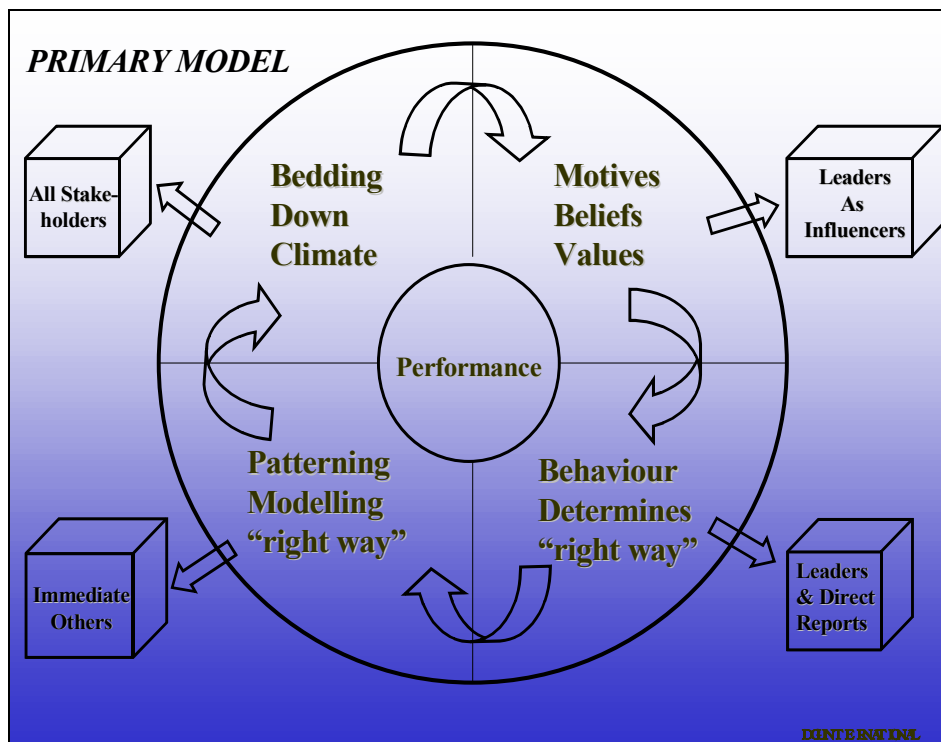 PRIMARY MODEL
All Stake-
holders
Bedding
Down
Climate
Motives
Beliefs
Values
Leaders
As
Influencers
Performance
Patterning
Modelling
“right way”
Behaviour
Determines
“right way”
Immediate
Others
Leaders
& Direct
Reports